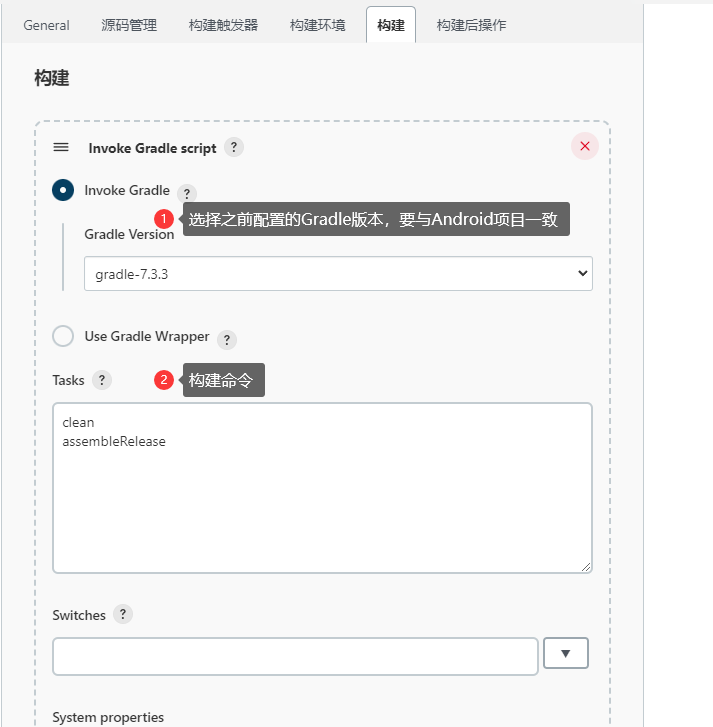 General 源码管理 构建触发器 构建环境 构建 构建后操作
构建
Invoke Gradle script ?
Invoke Gradle ?
1 选择之前配置的Gradle版本，要与Android项目一致
Gradle Version
gradle-7.3.3
Use Gradle Wrapper ?
Tasks ? 2 构建命令
clean
assembleRelease
Switches ?
System properties